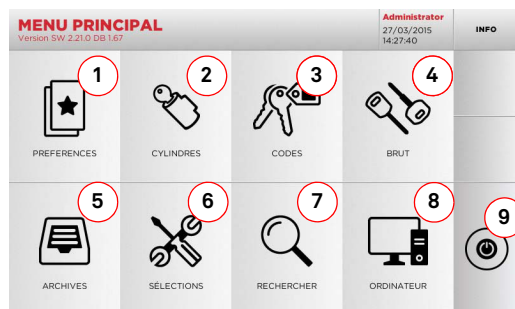 MENU PRINCIPAL
Version SW 2.21.0 DB 1.67
Administrator
27/03/2015
14:27:40
INFO
1
2
3
4
PREFERENCES
CYLINDRES
CODES
BRUT
5
6
7
8
9
ARCHIVES
SÉLECTIONS
RECHERCHER
ORDINATEUR